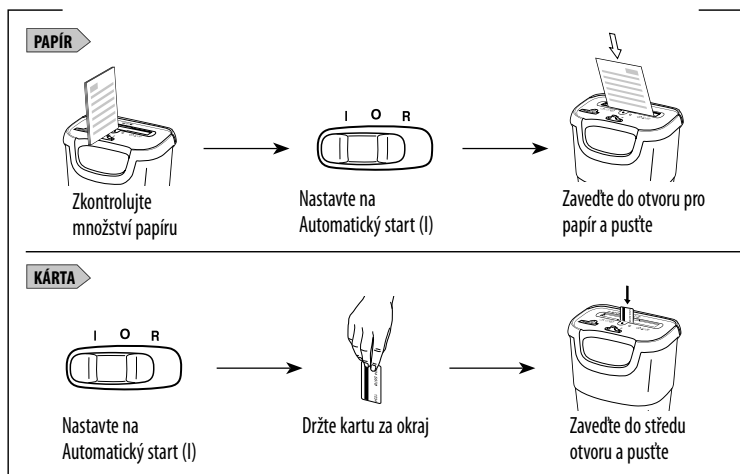 PAPÍR
Zkontrolujte
množství papíru
I O R
Nastavte na
Automatický start (I)
Zaveďte do otvoru pro
papír a pusťte
KÁRTA
I O R
Nastavte na
Automatický start (I)
Držte kartu za okraj
Zaveďte do středu
otvoru a pusťte